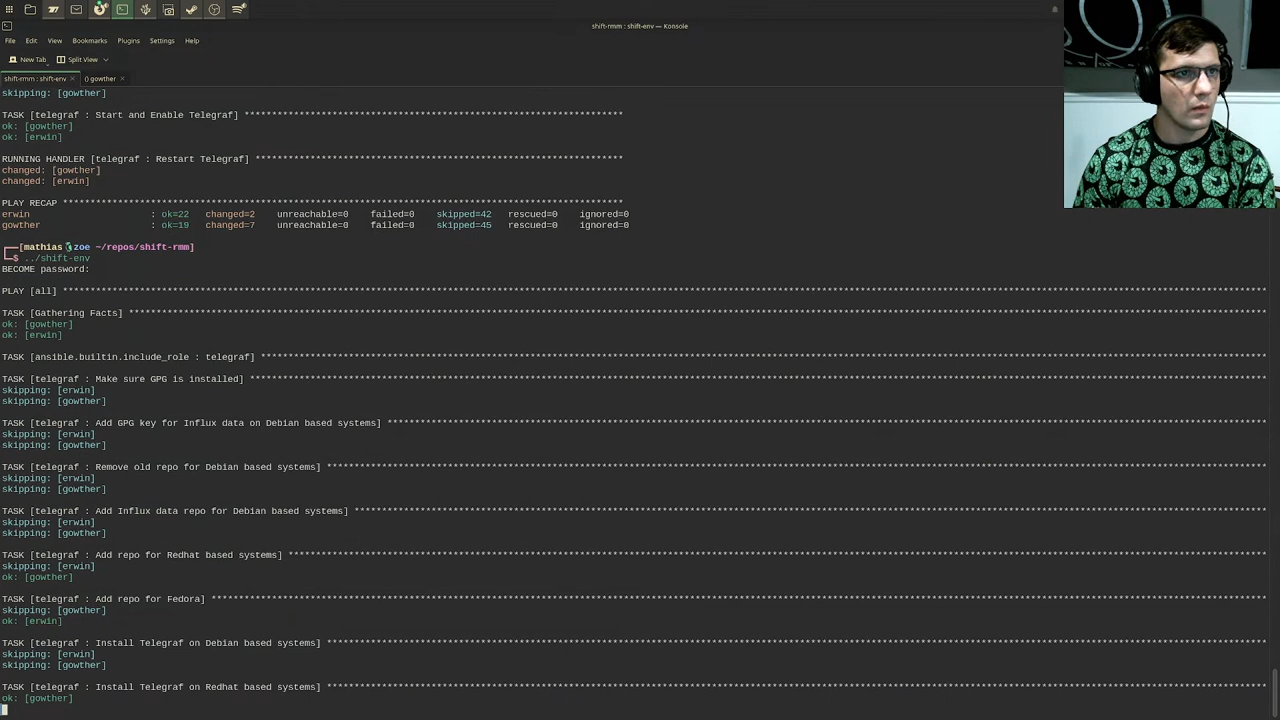 shift-rmm : shift-env — Konsole
File Edit View Bookmarks Plugins Settings Help
New Tab Split View
shift-rmm : shift-env () gowther
skipping: [gowther]
TASK [telegraf : Start and Enable Telegraf] *********************************************************************
ok: [gowther]
ok: [erwin]
RUNNING HANDLER [telegraf : Restart Telegraf] *******************************************************************
changed: [gowther]
changed: [erwin]
PLAY RECAP ******************************************************************************************************
erwin : ok=22 changed=2 unreachable=0 failed=0 skipped=42 rescued=0 ignored=0
gowther : ok=19 changed=7 unreachable=0 failed=0 skipped=45 rescued=0 ignored=0
[mathias zoe ~/repos/shift-rmm]
$ ../shift-env
BECOME password:
PLAY [all] ****************************************************************
TASK [Gathering Facts] ****************************************************************
ok: [gowther]
ok: [erwin]
TASK [ansible.builtin.include_role : telegraf] ****************************************************************
TASK [telegraf : Make sure GPG is installed] ****************************************************************
skipping: [erwin]
skipping: [gowther]
TASK [telegraf : Add GPG key for Influx data on Debian based systems] ****************************************************************
skipping: [erwin]
skipping: [gowther]
TASK [telegraf : Remove old repo for Debian based systems] ****************************************************************
skipping: [erwin]
skipping: [gowther]
TASK [telegraf : Add Influx data repo for Debian based systems] ****************************************************************
skipping: [erwin]
skipping: [gowther]
TASK [telegraf : Add repo for Redhat based systems] ****************************************************************
skipping: [erwin]
ok: [gowther]
TASK [telegraf : Add repo for Fedora] ****************************************************************
skipping: [gowther]
ok: [erwin]
TASK [telegraf : Install Telegraf on Debian based systems] ****************************************************************
skipping: [erwin]
skipping: [gowther]
TASK [telegraf : Install Telegraf on Redhat based systems] ****************************************************************
ok: [gowther]